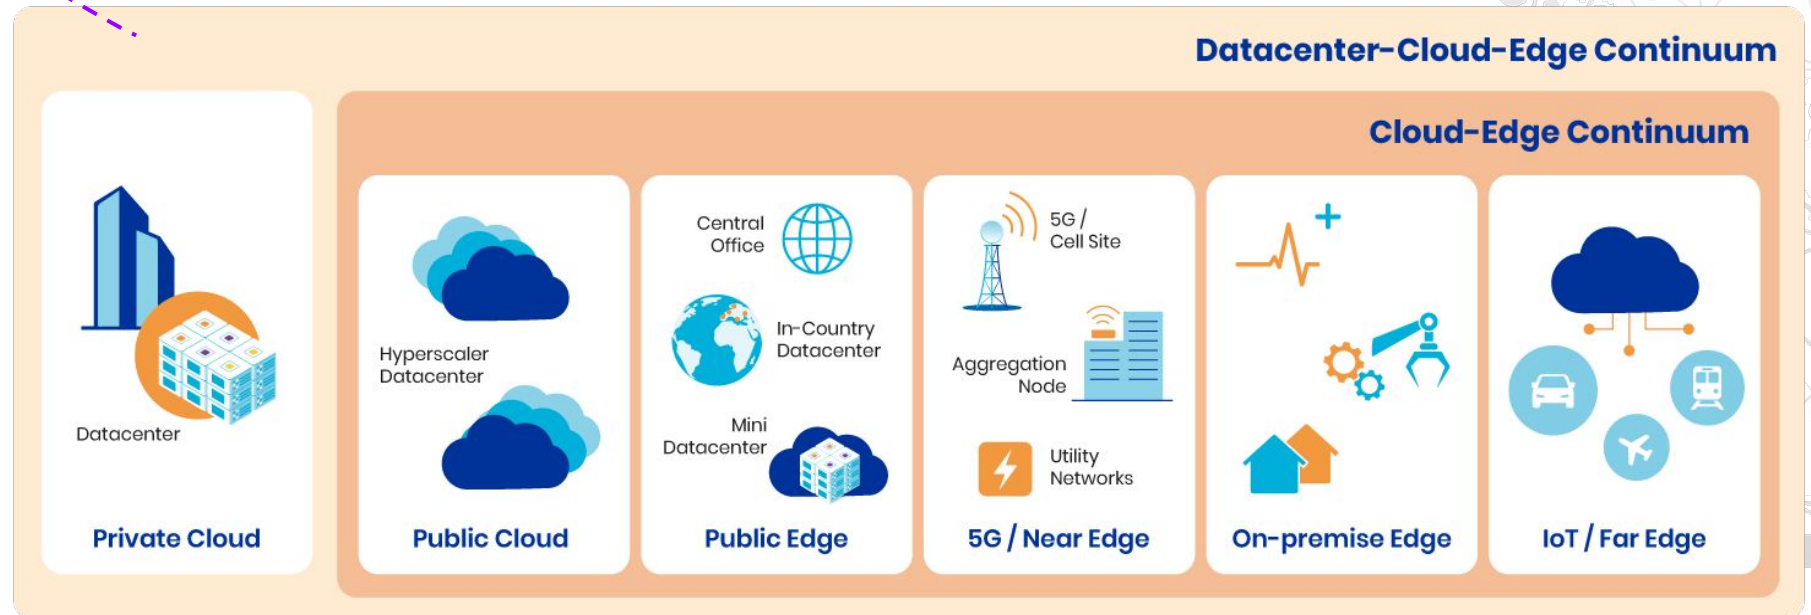 Datacenter-Cloud-Edge Continuum
Cloud-Edge Continuum
Datacenter
Private Cloud
Hyperscaler
Datacenter
Public Cloud
Central
Office
In-Country
Datacenter
Mini
Datacenter
Public Edge
5G /
Cell Site
Aggregation
Node
Utility
Networks
5G / Near Edge
On-premise Edge
IoT / Far Edge